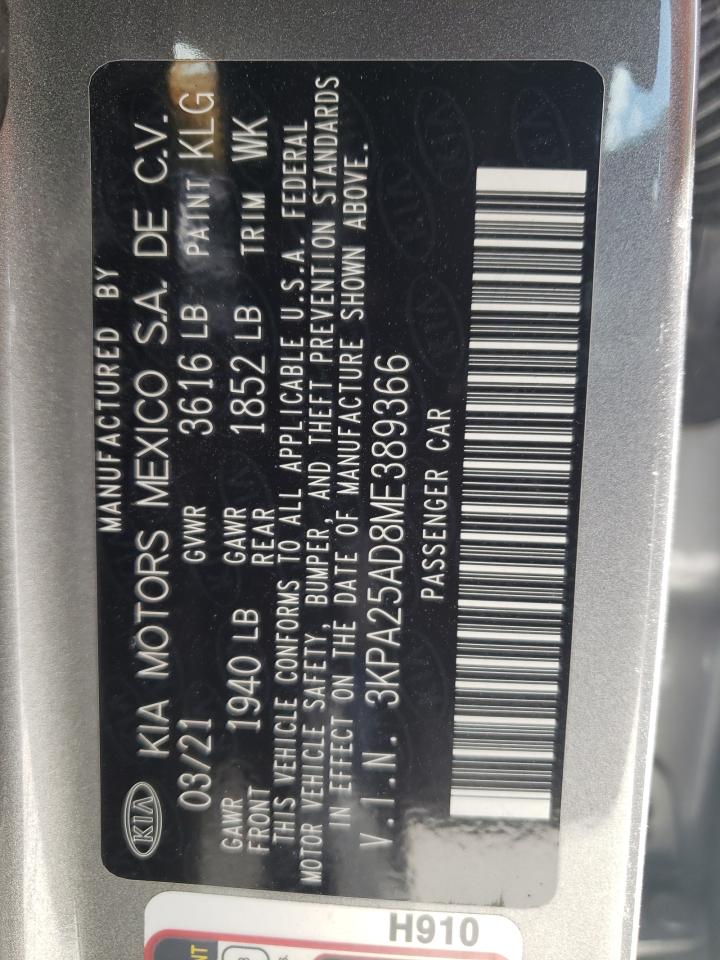 MANUFACTURED BY
KIA KIA MOTORS MEXICO S.A. DE C.V.
03/21 GVWR 3616 LB PAINT KLG
GAWR FRONT 1940 LB GAWR REAR 1852 LB TRIM WK
THIS VEHICLE CONFORMS TO ALL APPLICABLE U.S.A. FEDERAL
MOTOR VEHICLE SAFETY, BUMPER, AND THEFT PREVENTION STANDARDS
IN EFFECT ON THE DATE OF MANUFACTURE SHOWN ABOVE.
V.I.N. 3KPA25AD8ME389366
PASSENGER CAR
H910